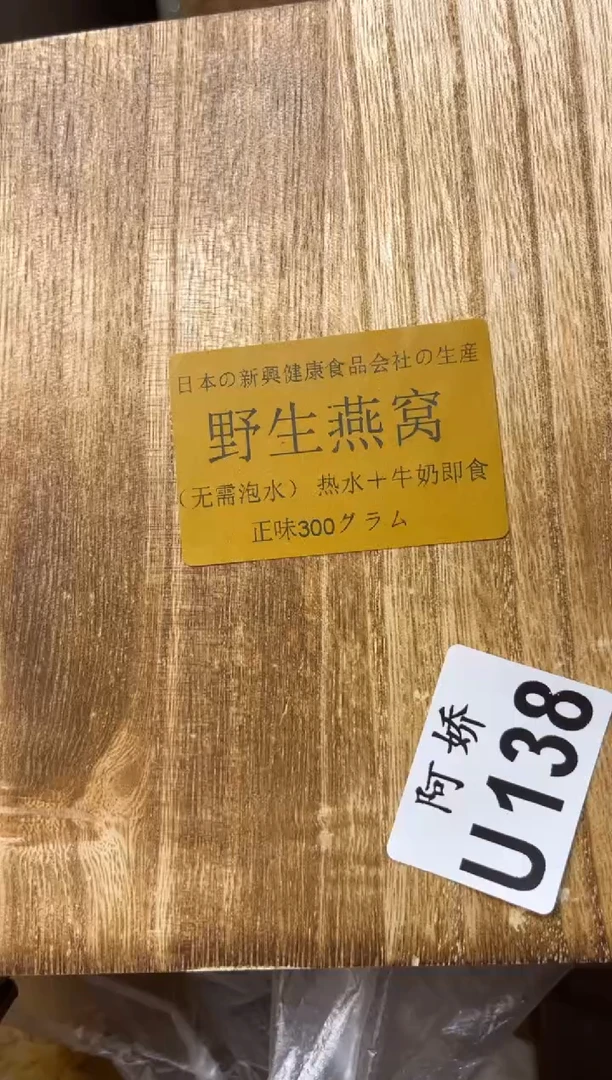 日本の新興健康食品会社の生産
野生燕窝
（无需泡水） 热水＋牛奶即食
正味300グラム
阿娇
U138